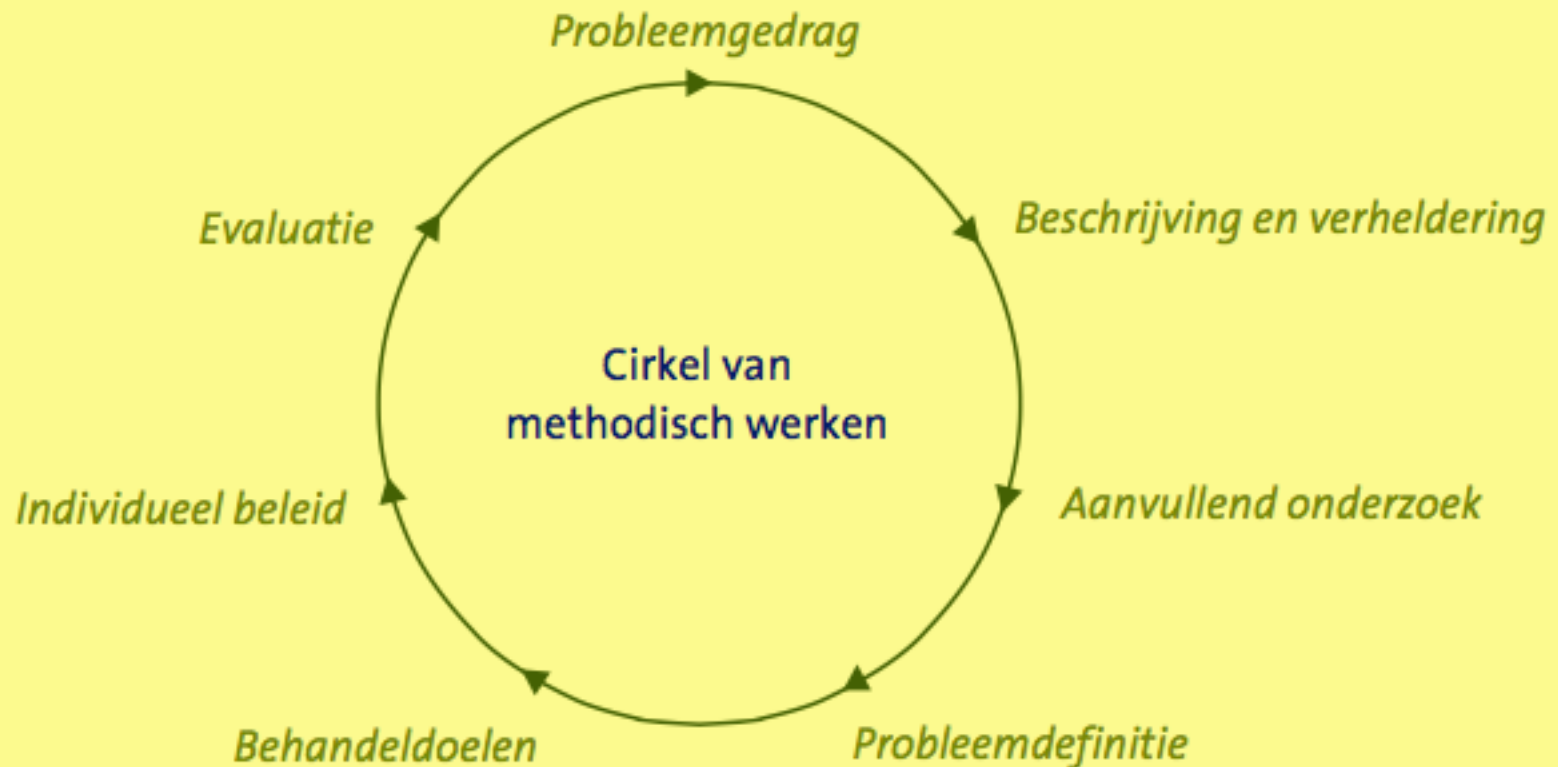 Probleemgedrag
Beschrijving en verheldering
Aanvullend onderzoek
Probleemdefinitie
Behandeldoelen
Individueel beleid
Evaluatie
Cirkel van
methodisch werken